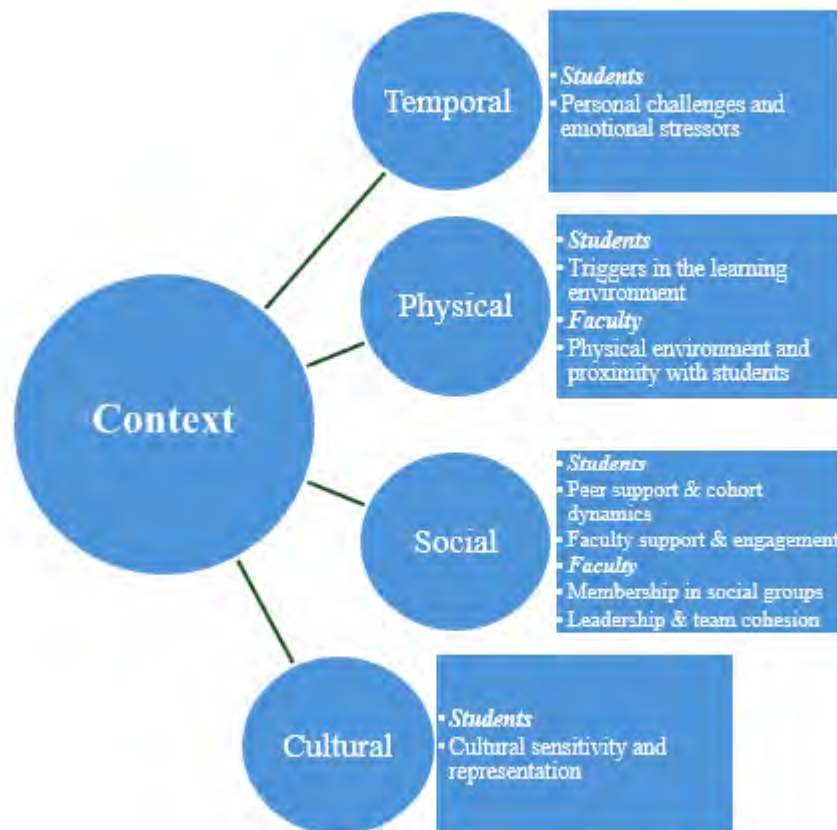 Context
Temporal
• Students
• Personal challenges and
emotional stressors
Physical
• Students
• Triggers in the learning
environment
• Faculty
• Physical environment and
proximity with students
Social
• Students
• Peer support & cohort
dynamics
• Faculty support & engagement
• Faculty
• Membership in social groups
• Leadership & team cohesion
Cultural
• Students
• Cultural sensitivity and
representation